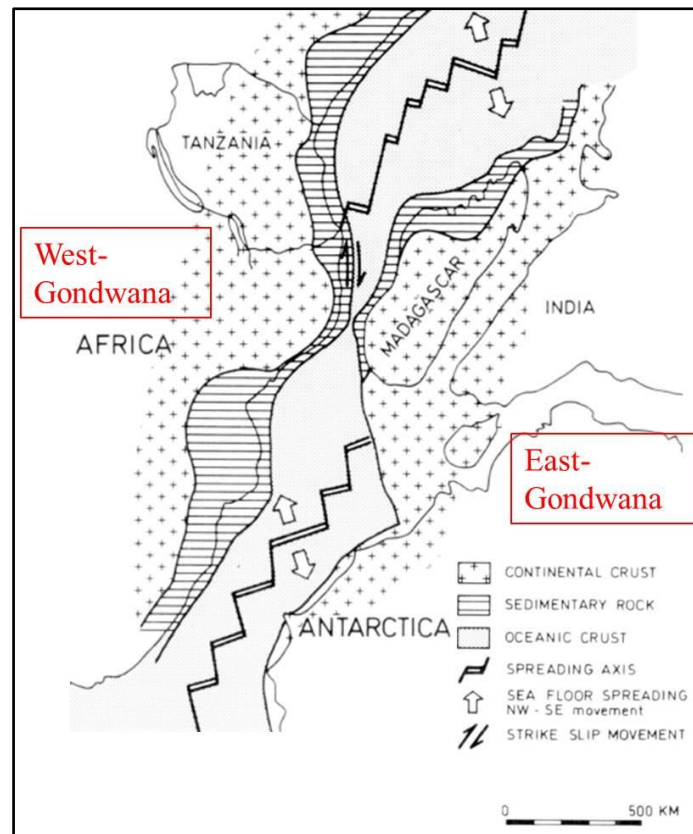 TANZANIA
West-
Gondwana
AFRICA
MADAGASCAR
INDIA
East-
Gondwana
ANTARCTICA
CONTINENTAL CRUST
SEDIMENTARY ROCK
OCEANIC CRUST
SPREADING AXIS
SEA FLOOR SPREADING
NW - SE movement
STRIKE SLIP MOVEMENT
0 500 KM